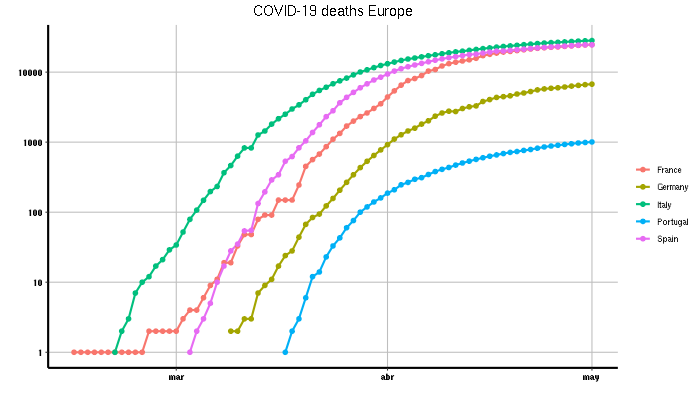 COVID-19 deaths Europe
10000
1000
100
10
1
mar
abr
may
France
Germany
Italy
Portugal
Spain